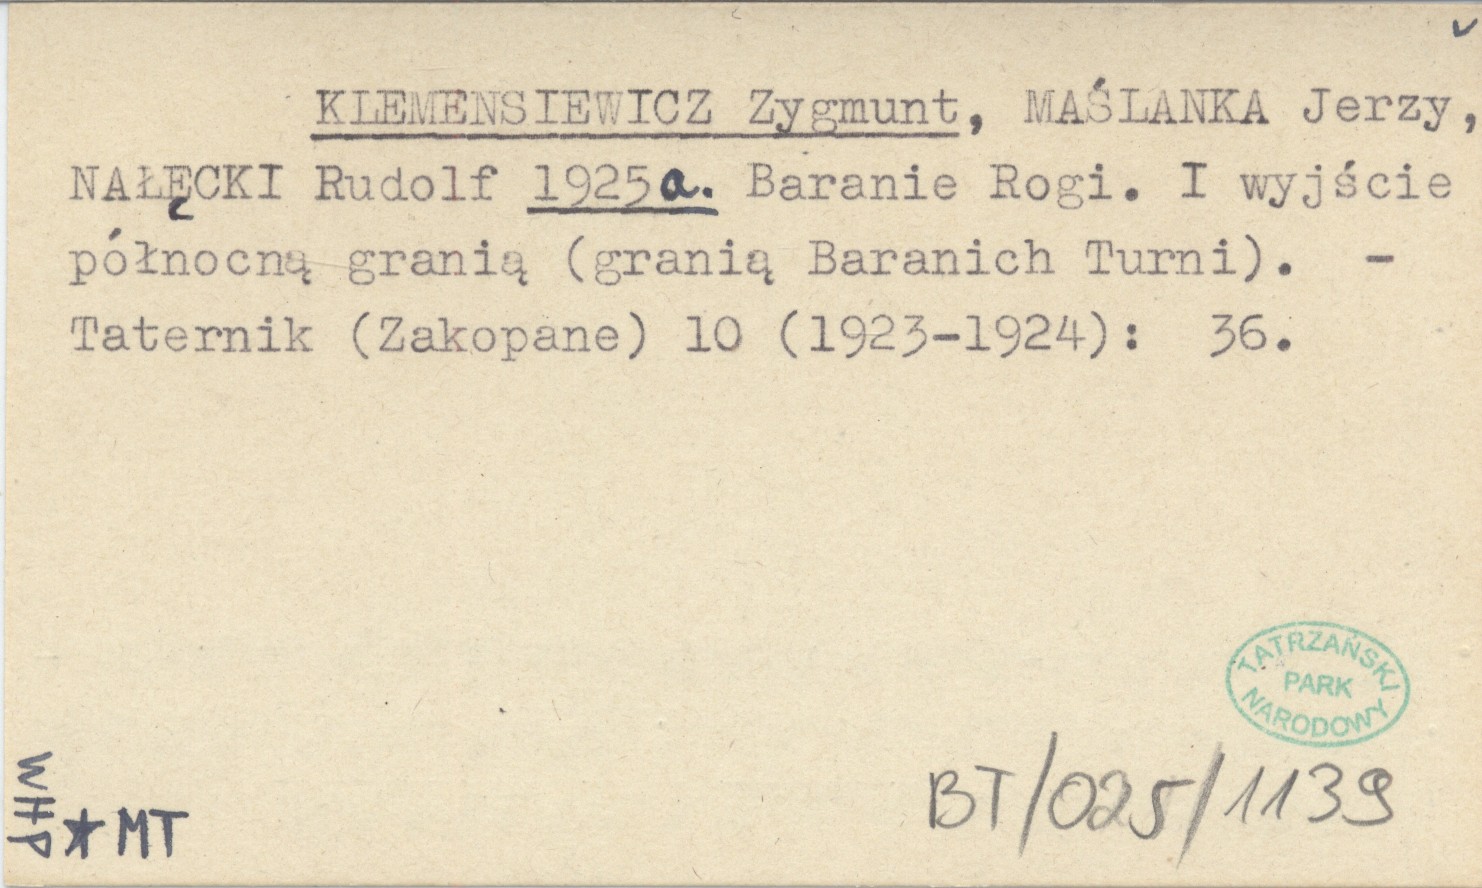 KLEMENSIEWICZ Zygmunt, MAŚLANKA Jerzy,
NAŁĘCKI Rudolf 1925a. Baranie Rogi. I wyjście
północną granią (granią Baranich Turni). -
Taternik (Zakopane) 10 (1923-1924): 36.
TATRZAŃSKI
PARK
NARODOWY
BT/025/1139
WHP
*MT